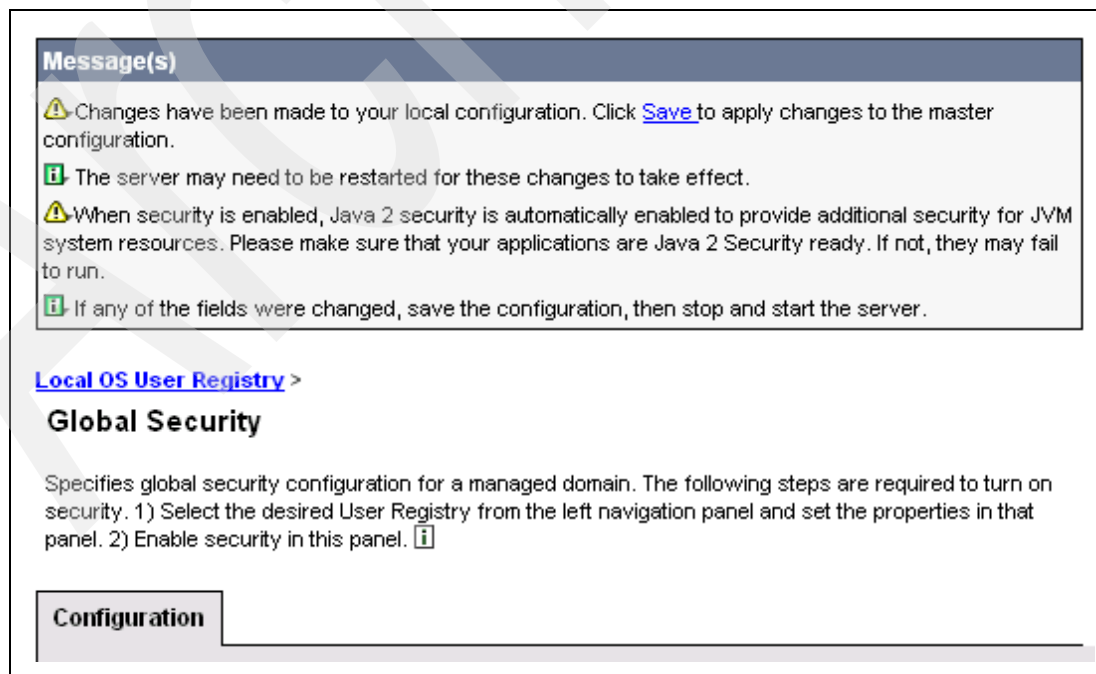 Message(s)
Changes have been made to your local configuration. Click Save to apply changes to the master
configuration.
The server may need to be restarted for these changes to take effect.
When security is enabled, Java 2 security is automatically enabled to provide additional security for JVM
system resources. Please make sure that your applications are Java 2 Security ready. If not, they may fail
to run.
If any of the fields were changed, save the configuration, then stop and start the server.
Local OS User Registry >
Global Security
Specifies global security configuration for a managed domain. The following steps are required to turn on
security. 1) Select the desired User Registry from the left navigation panel and set the properties in that
panel. 2) Enable security in this panel. i
Configuration